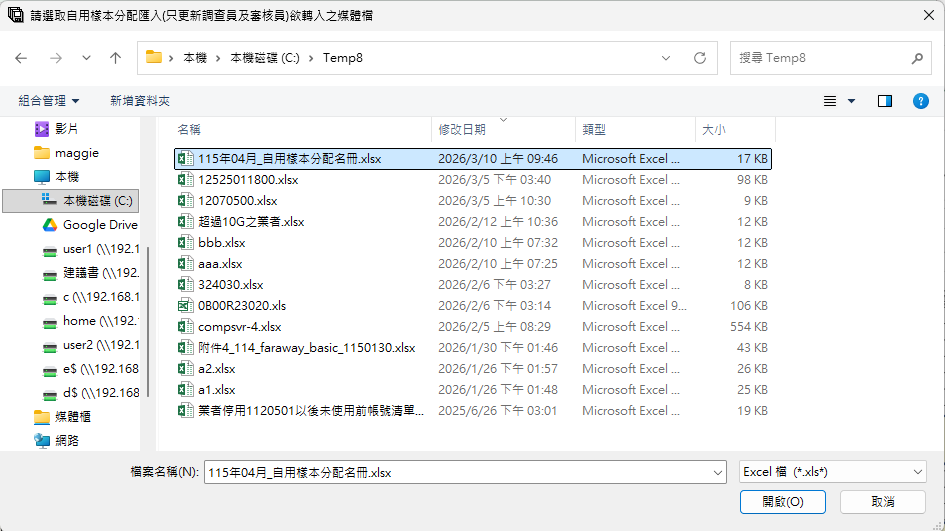 請選取自用樣本分配匯入(只更新調查員及審核員)欲轉入之媒體檔
本機 › 本機磁碟 (C:) › Temp8
搜尋 Temp8
組合管理 新增資料夾
名稱 修改日期 類型 大小
影片
maggie
本機
本機磁碟 (C:)
Google Drive
user1 (\\192.1
建議書 (\\192.
c (\\192.168.1
home (\\192.
user2 (\\192.1
e$ (\\192.168
d$ (\\192.168
媒體櫃
網路
115年04月_自用樣本分配名冊.xlsx 2026/3/10 上午 09:46 Microsoft Excel ... 17 KB
12525011800.xlsx 2026/3/5 下午 03:40 Microsoft Excel ... 98 KB
12070500.xlsx 2026/3/5 上午 10:30 Microsoft Excel ... 9 KB
超過10G之業者.xlsx 2026/2/12 上午 10:36 Microsoft Excel ... 12 KB
bbb.xlsx 2026/2/10 上午 07:32 Microsoft Excel ... 12 KB
aaa.xlsx 2026/2/10 上午 07:25 Microsoft Excel ... 12 KB
324030.xlsx 2026/2/6 下午 03:27 Microsoft Excel ... 8 KB
0B00R23020.xls 2026/2/6 下午 03:14 Microsoft Excel 9... 106 KB
compsvr-4.xlsx 2026/2/5 上午 08:29 Microsoft Excel ... 554 KB
附件4_114_faraway_basic_1150130.xlsx 2026/1/30 下午 01:46 Microsoft Excel ... 43 KB
a2.xlsx 2026/1/26 下午 01:57 Microsoft Excel ... 26 KB
a1.xlsx 2026/1/26 下午 01:48 Microsoft Excel ... 25 KB
業者停用1120501以後未使用前帳號清單... 2025/6/26 下午 03:01 Microsoft Excel ... 19 KB
檔案名稱(N): 115年04月_自用樣本分配名冊.xlsx Excel 檔 (*.xls*)
開啟(O) 取消